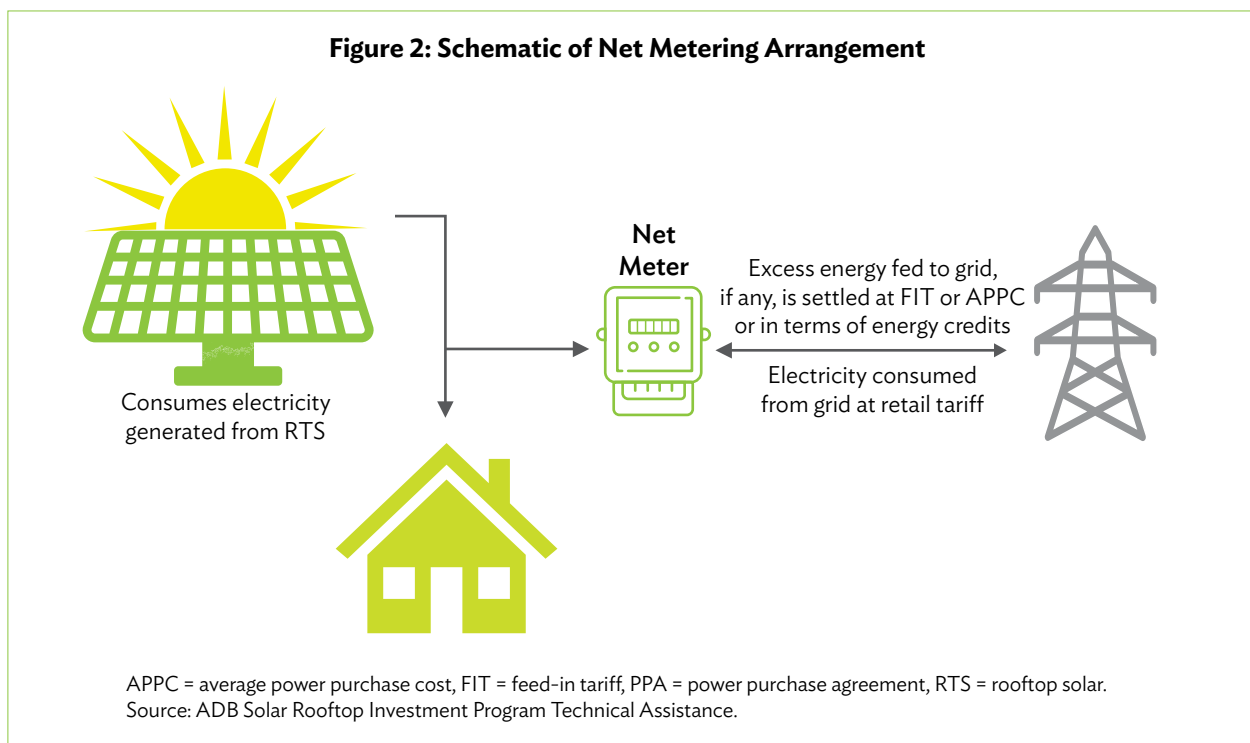 Figure 2: Schematic of Net Metering Arrangement
Net
Meter
Excess energy fed to grid,
if any, is settled at FIT or APPC
or in terms of energy credits
Electricity consumed
from grid at retail tariff
Consumes electricity
generated from RTS
APPC = average power purchase cost, FIT = feed-in tariff, PPA = power purchase agreement, RTS = rooftop solar.
Source: ADB Solar Rooftop Investment Program Technical Assistance.